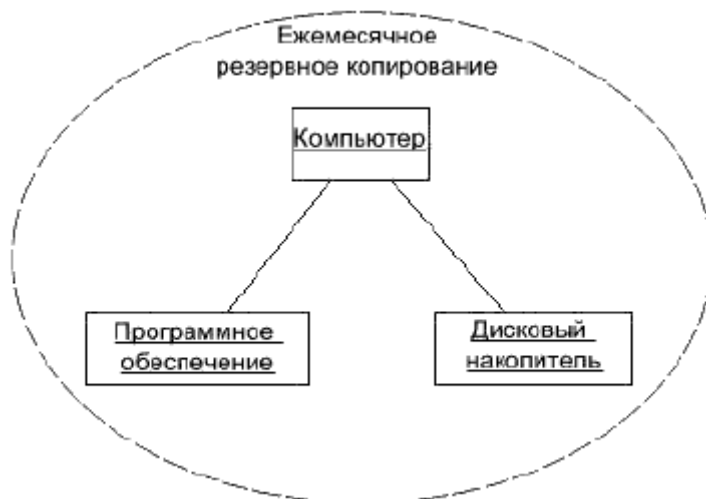 Ежемесячное
резервное копирование
Компьютер
Программное
обеспечение
Дисковый
накопитель